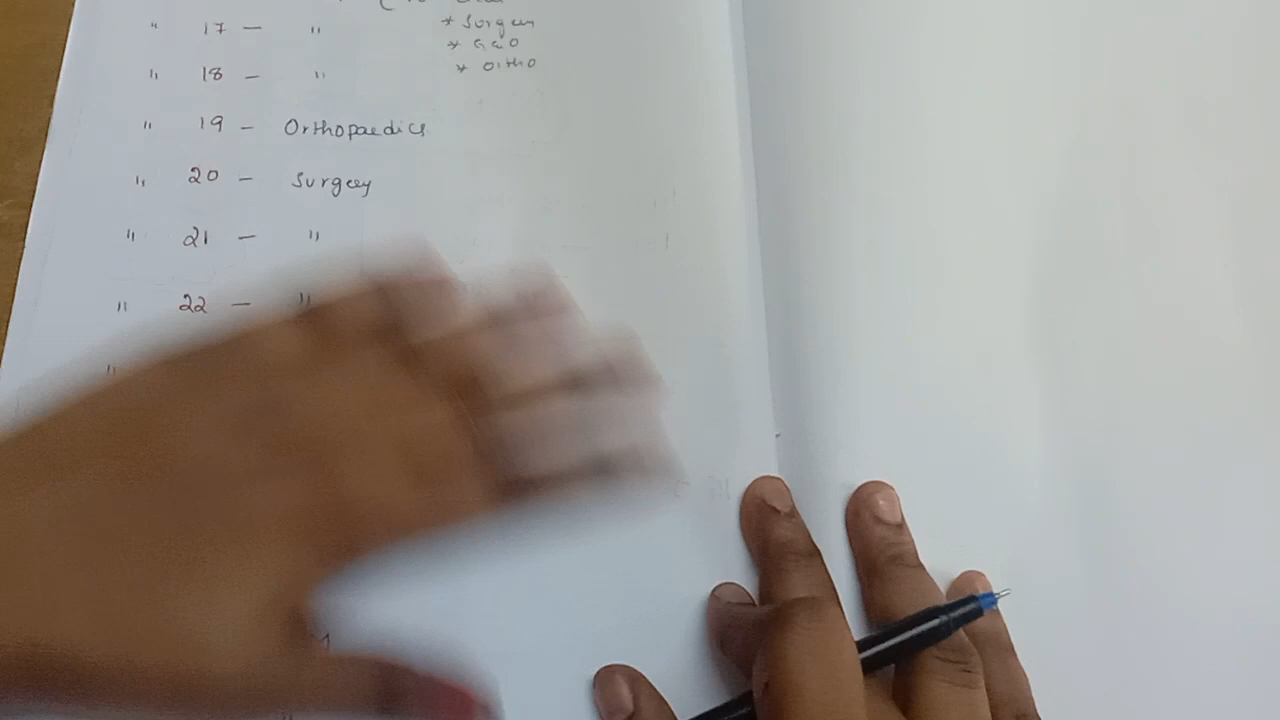 " 17 — " * Surgery
* G&O
" 18 — " * Ortho
" 19 — Orthopaedics
" 20 — Surgery
" 21 — "
" 22 — "
"